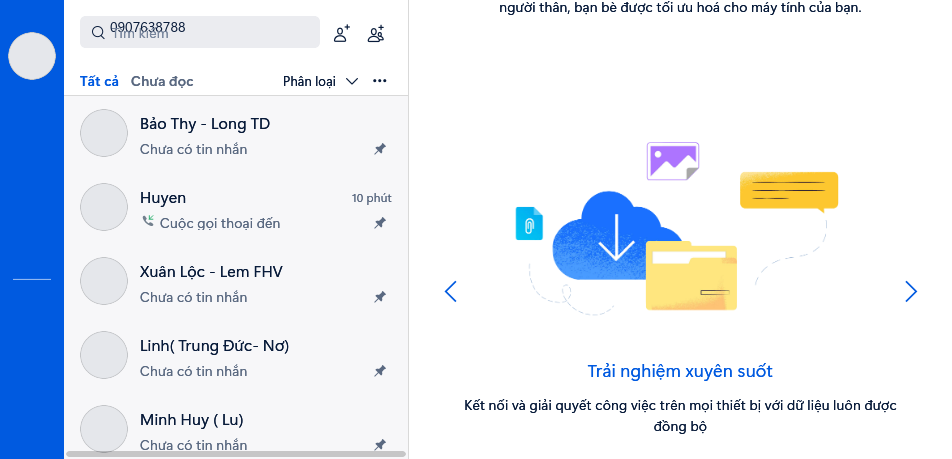 0907638788
Tìm kiếm
Tất cả Chưa đọc Phân loại
Bảo Thy - Long TD
Chưa có tin nhắn
Huyen 10 phút
Cuộc gọi thoại đến
Xuân Lộc - Lem FHV
Chưa có tin nhắn
Linh( Trung Đức- Nơ)
Chưa có tin nhắn
Minh Huy ( Lu)
Chưa có tin nhắn
người thân, bạn bè được tối ưu hoá cho máy tính của bạn.
Trải nghiệm xuyên suốt
Kết nối và giải quyết công việc trên mọi thiết bị với dữ liệu luôn được
đồng bộ